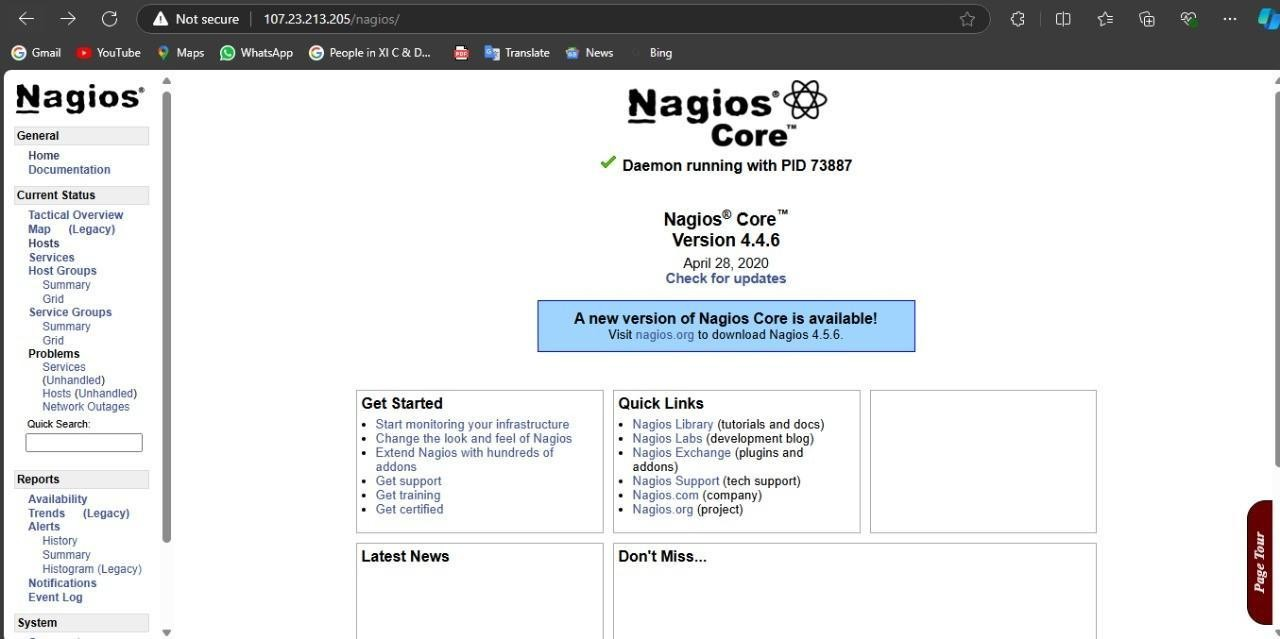 Not secure
107.23.213.205/nagios/
Gmail
YouTube
Maps
WhatsApp
People in XI C & D...
PDF
Translate
News
Bing
Nagios®
General
Home
Documentation
Current Status
Tactical Overview
Map (Legacy)
Hosts
Services
Host Groups
Summary
Grid
Service Groups
Summary
Grid
Problems
Services
(Unhandled)
Hosts (Unhandled)
Network Outages
Quick Search:
Reports
Availability
Trends (Legacy)
Alerts
History
Summary
Histogram (Legacy)
Notifications
Event Log
System
Nagios®
Core™
Daemon running with PID 73887
Nagios® Core™
Version 4.4.6
April 28, 2020
Check for updates
A new version of Nagios Core is available!
Visit nagios.org to download Nagios 4.5.6.
Get Started
• Start monitoring your infrastructure
• Change the look and feel of Nagios
• Extend Nagios with hundreds of
addons
• Get support
• Get training
• Get certified
Quick Links
• Nagios Library (tutorials and docs)
• Nagios Labs (development blog)
• Nagios Exchange (plugins and
addons)
• Nagios Support (tech support)
• Nagios.com (company)
• Nagios.org (project)
Latest News
Don't Miss...
Page Tour